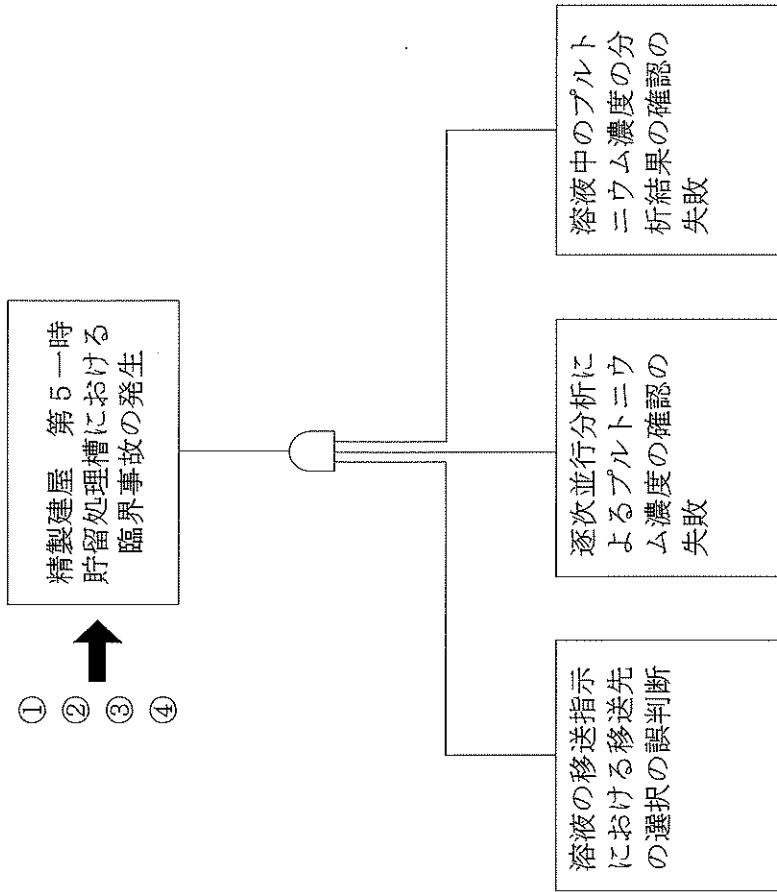 ①
②
③
④
精製建屋 第5一時
貯留処理槽における
臨界事故の発生
溶液の移送指示
における移送先
の選択の誤判断
逐次並行分析に
よるプルトニウ
ム濃度の確認の
失敗
溶液中のプルト
ニウム濃度の分
析結果の確認の
失敗